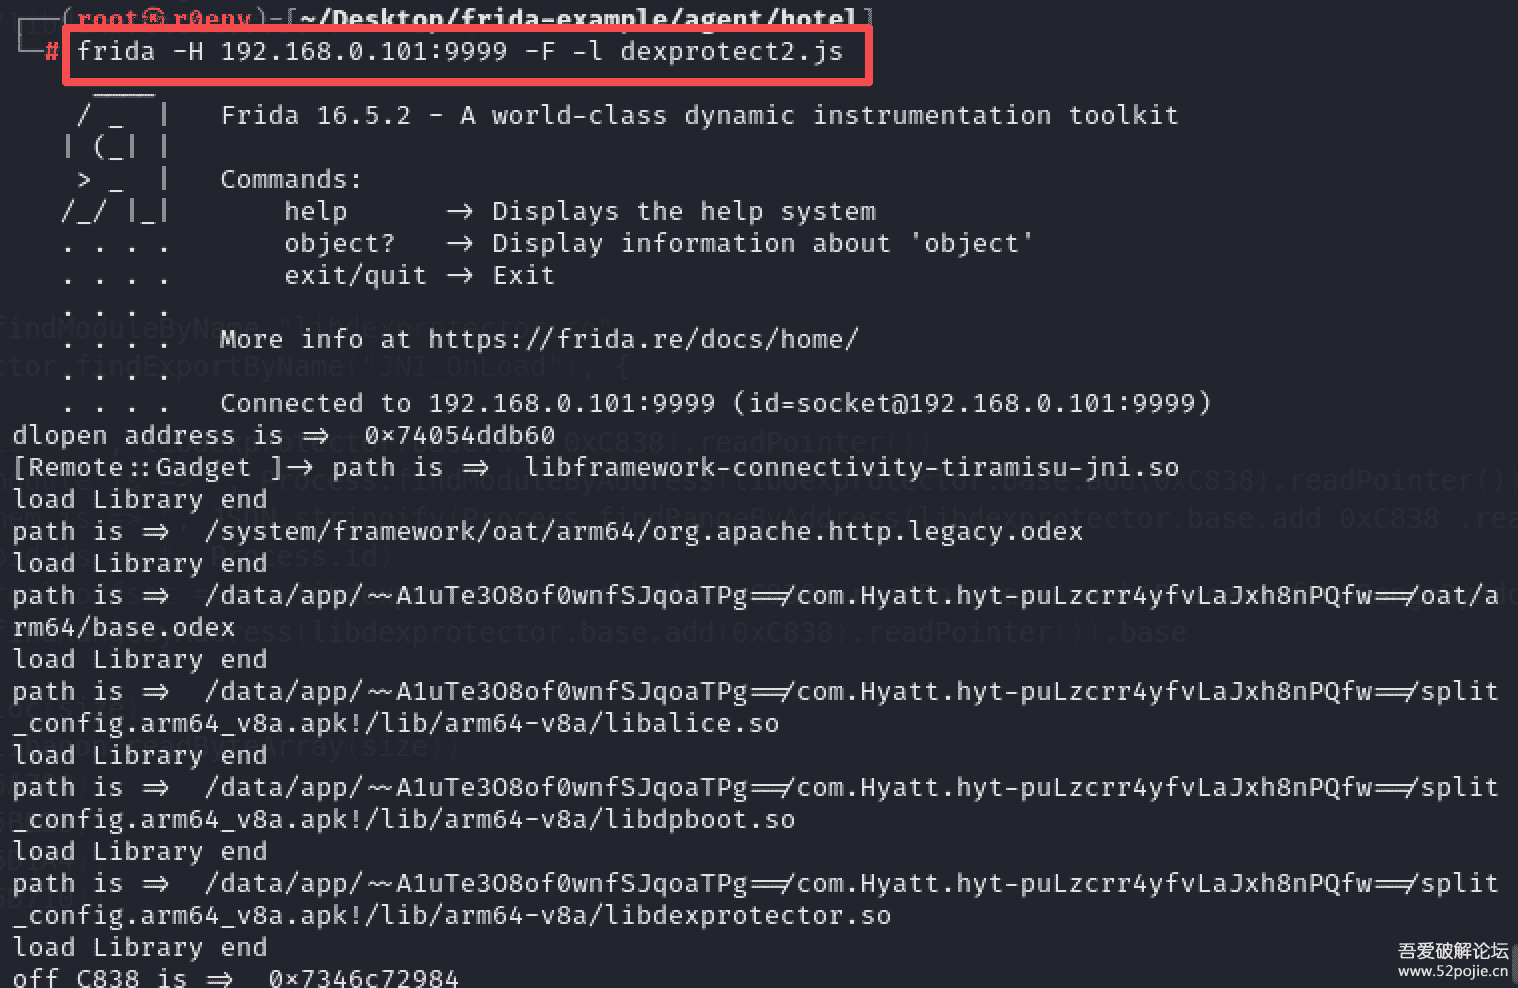 ┌──(root㉿r0env)-[~/Desktop/frida-example/agent/hotel]
└─# frida -H 192.168.0.101:9999 -F -l dexprotect2.js
     ____
    / _  |   Frida 16.5.2 - A world-class dynamic instrumentation toolkit
   | (_| |
    > _  |   Commands:
   /_/ |_|       help      -> Displays the help system
   . . . .       object?   -> Display information about 'object'
   . . . .       exit/quit -> Exit
   . . . .
   . . . .   More info at https://frida.re/docs/home/
   . . . .
   . . . .   Connected to 192.168.0.101:9999 (id=socket@192.168.0.101:9999)
dlopen address is =>  0x74054ddb60
[Remote::Gadget ]-> path is =>  libframework-connectivity-tiramisu-jni.so
load Library end
path is =>  /system/framework/oat/arm64/org.apache.http.legacy.odex
load Library end
path is =>  /data/app/~~A1uTe3O8of0wnfSJqoaTPg==/com.Hyatt.hyt-puLzcrr4yfvLaJxh8nPQfw==/oat/a
rm64/base.odex
load Library end
path is =>  /data/app/~~A1uTe3O8of0wnfSJqoaTPg==/com.Hyatt.hyt-puLzcrr4yfvLaJxh8nPQfw==/split
_config.arm64_v8a.apk!/lib/arm64-v8a/libalice.so
load Library end
path is =>  /data/app/~~A1uTe3O8of0wnfSJqoaTPg==/com.Hyatt.hyt-puLzcrr4yfvLaJxh8nPQfw==/split
_config.arm64_v8a.apk!/lib/arm64-v8a/libdpboot.so
load Library end
path is =>  /data/app/~~A1uTe3O8of0wnfSJqoaTPg==/com.Hyatt.hyt-puLzcrr4yfvLaJxh8nPQfw==/split
_config.arm64_v8a.apk!/lib/arm64-v8a/libdexprotector.so
load Library end
off C838 is =>  0x7346c72984
吾爱破解论坛
www.52pojie.cn